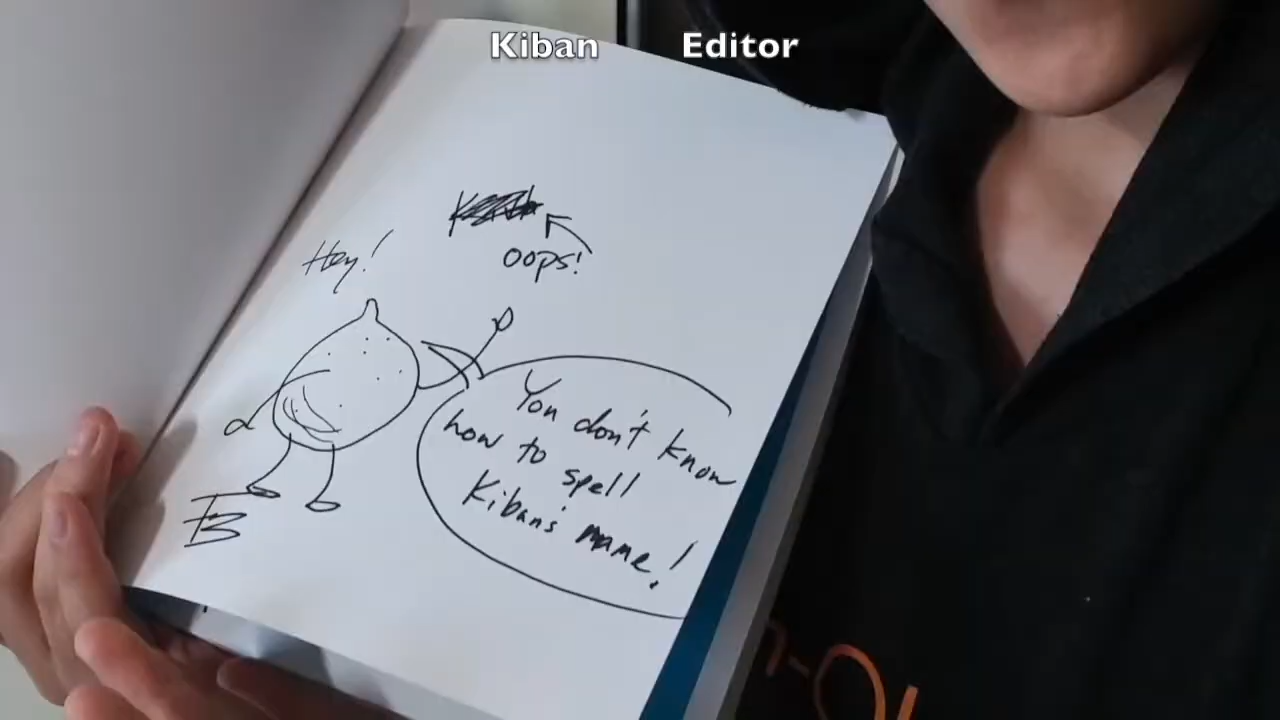 Kiban Editor
oops!
Hey!
You don't know
how to spell
Kiban's name!